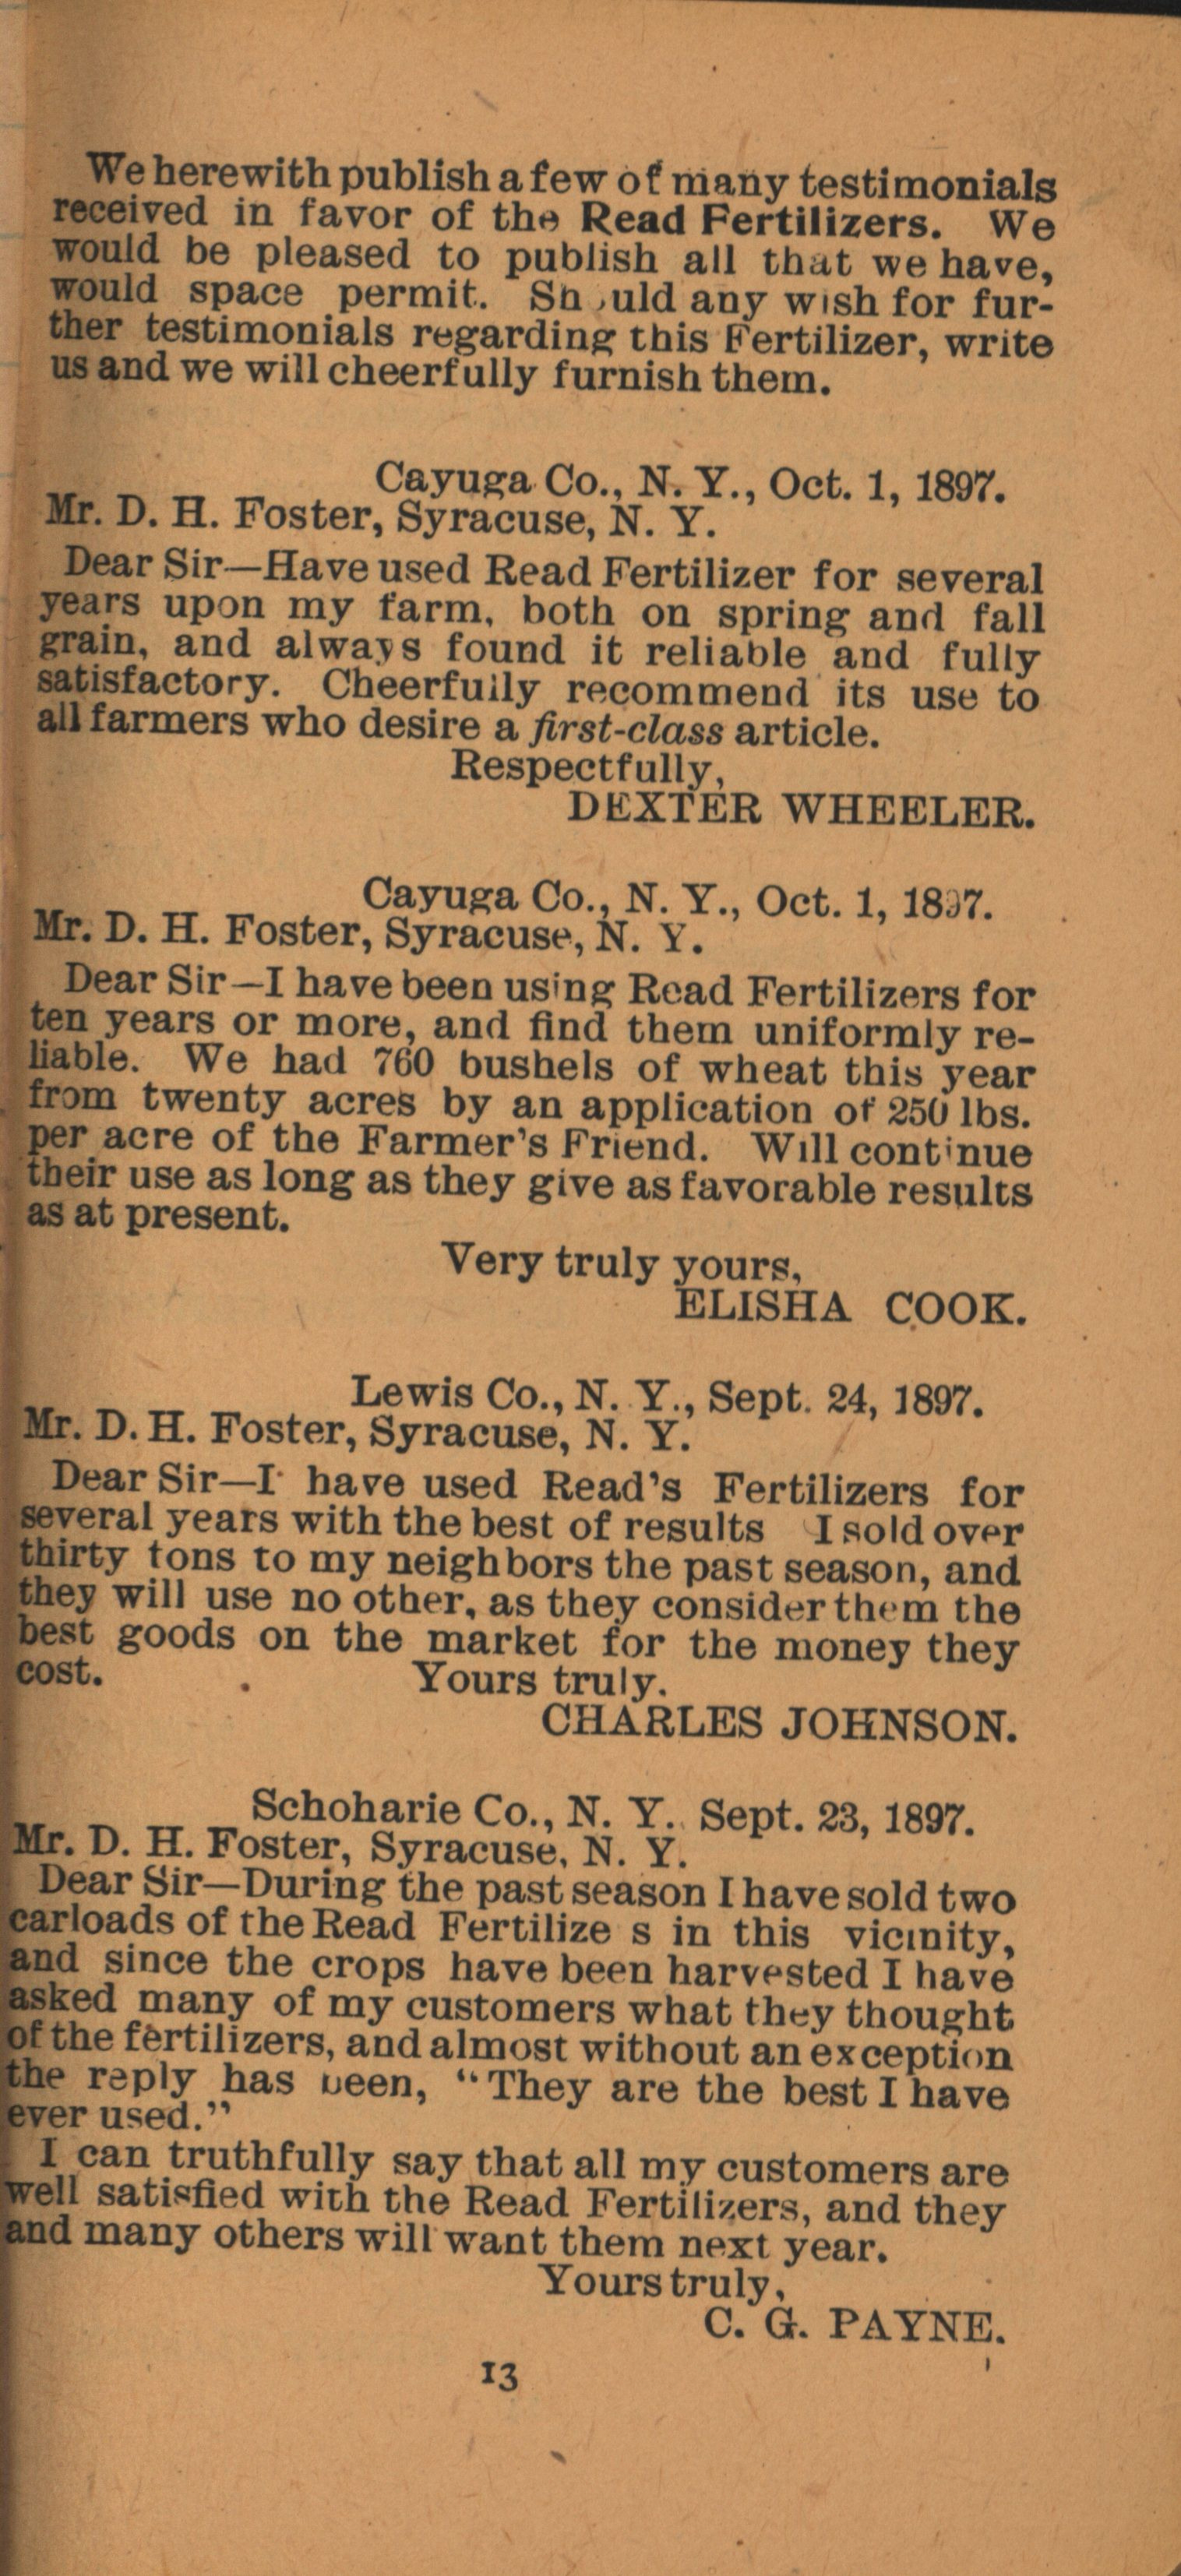 We herewith publish a few of many testimonials
received in favor of the Read Fertilizers. We
would be pleased to publish all that we have,
would space permit. Should any wish for fur-
ther testimonials regarding this Fertilizer, write
us and we will cheerfully furnish them.
Cayuga Co., N. Y., Oct. 1, 1897.
Mr. D. H. Foster, Syracuse, N. Y.
Dear Sir—Have used Read Fertilizer for several
years upon my farm, both on spring and fall
grain, and always found it reliable and fully
satisfactory. Cheerfully recommend its use to
all farmers who desire a first-class article.
Respectfully,
DEXTER WHEELER.
Cayuga Co., N. Y., Oct. 1, 1897.
Mr. D. H. Foster, Syracuse, N. Y.
Dear Sir—I have been using Read Fertilizers for
ten years or more, and find them uniformly re-
liable. We had 760 bushels of wheat this year
from twenty acres by an application of 250 lbs.
per acre of the Farmer's Friend. Will continue
their use as long as they give as favorable results
as at present.
Very truly yours,
ELISHA COOK.
Lewis Co., N. Y., Sept. 24, 1897.
Mr. D. H. Foster, Syracuse, N. Y.
Dear Sir—I have used Read's Fertilizers for
several years with the best of results I sold over
thirty tons to my neighbors the past season, and
they will use no other, as they consider them the
best goods on the market for the money they
cost. Yours truly.
CHARLES JOHNSON.
Schoharie Co., N. Y. Sept. 23, 1897.
Mr. D. H. Foster, Syracuse, N. Y.
Dear Sir—During the past season I have sold two
carloads of the Read Fertilize s in this vicinity,
and since the crops have been harvested I have
asked many of my customers what they thought
of the fertilizers, and almost without an exception
the reply has been, "They are the best I have
ever used."
I can truthfully say that all my customers are
well satisfied with the Read Fertilizers, and they
and many others will want them next year.
Yours truly,
C. G. PAYNE.
13